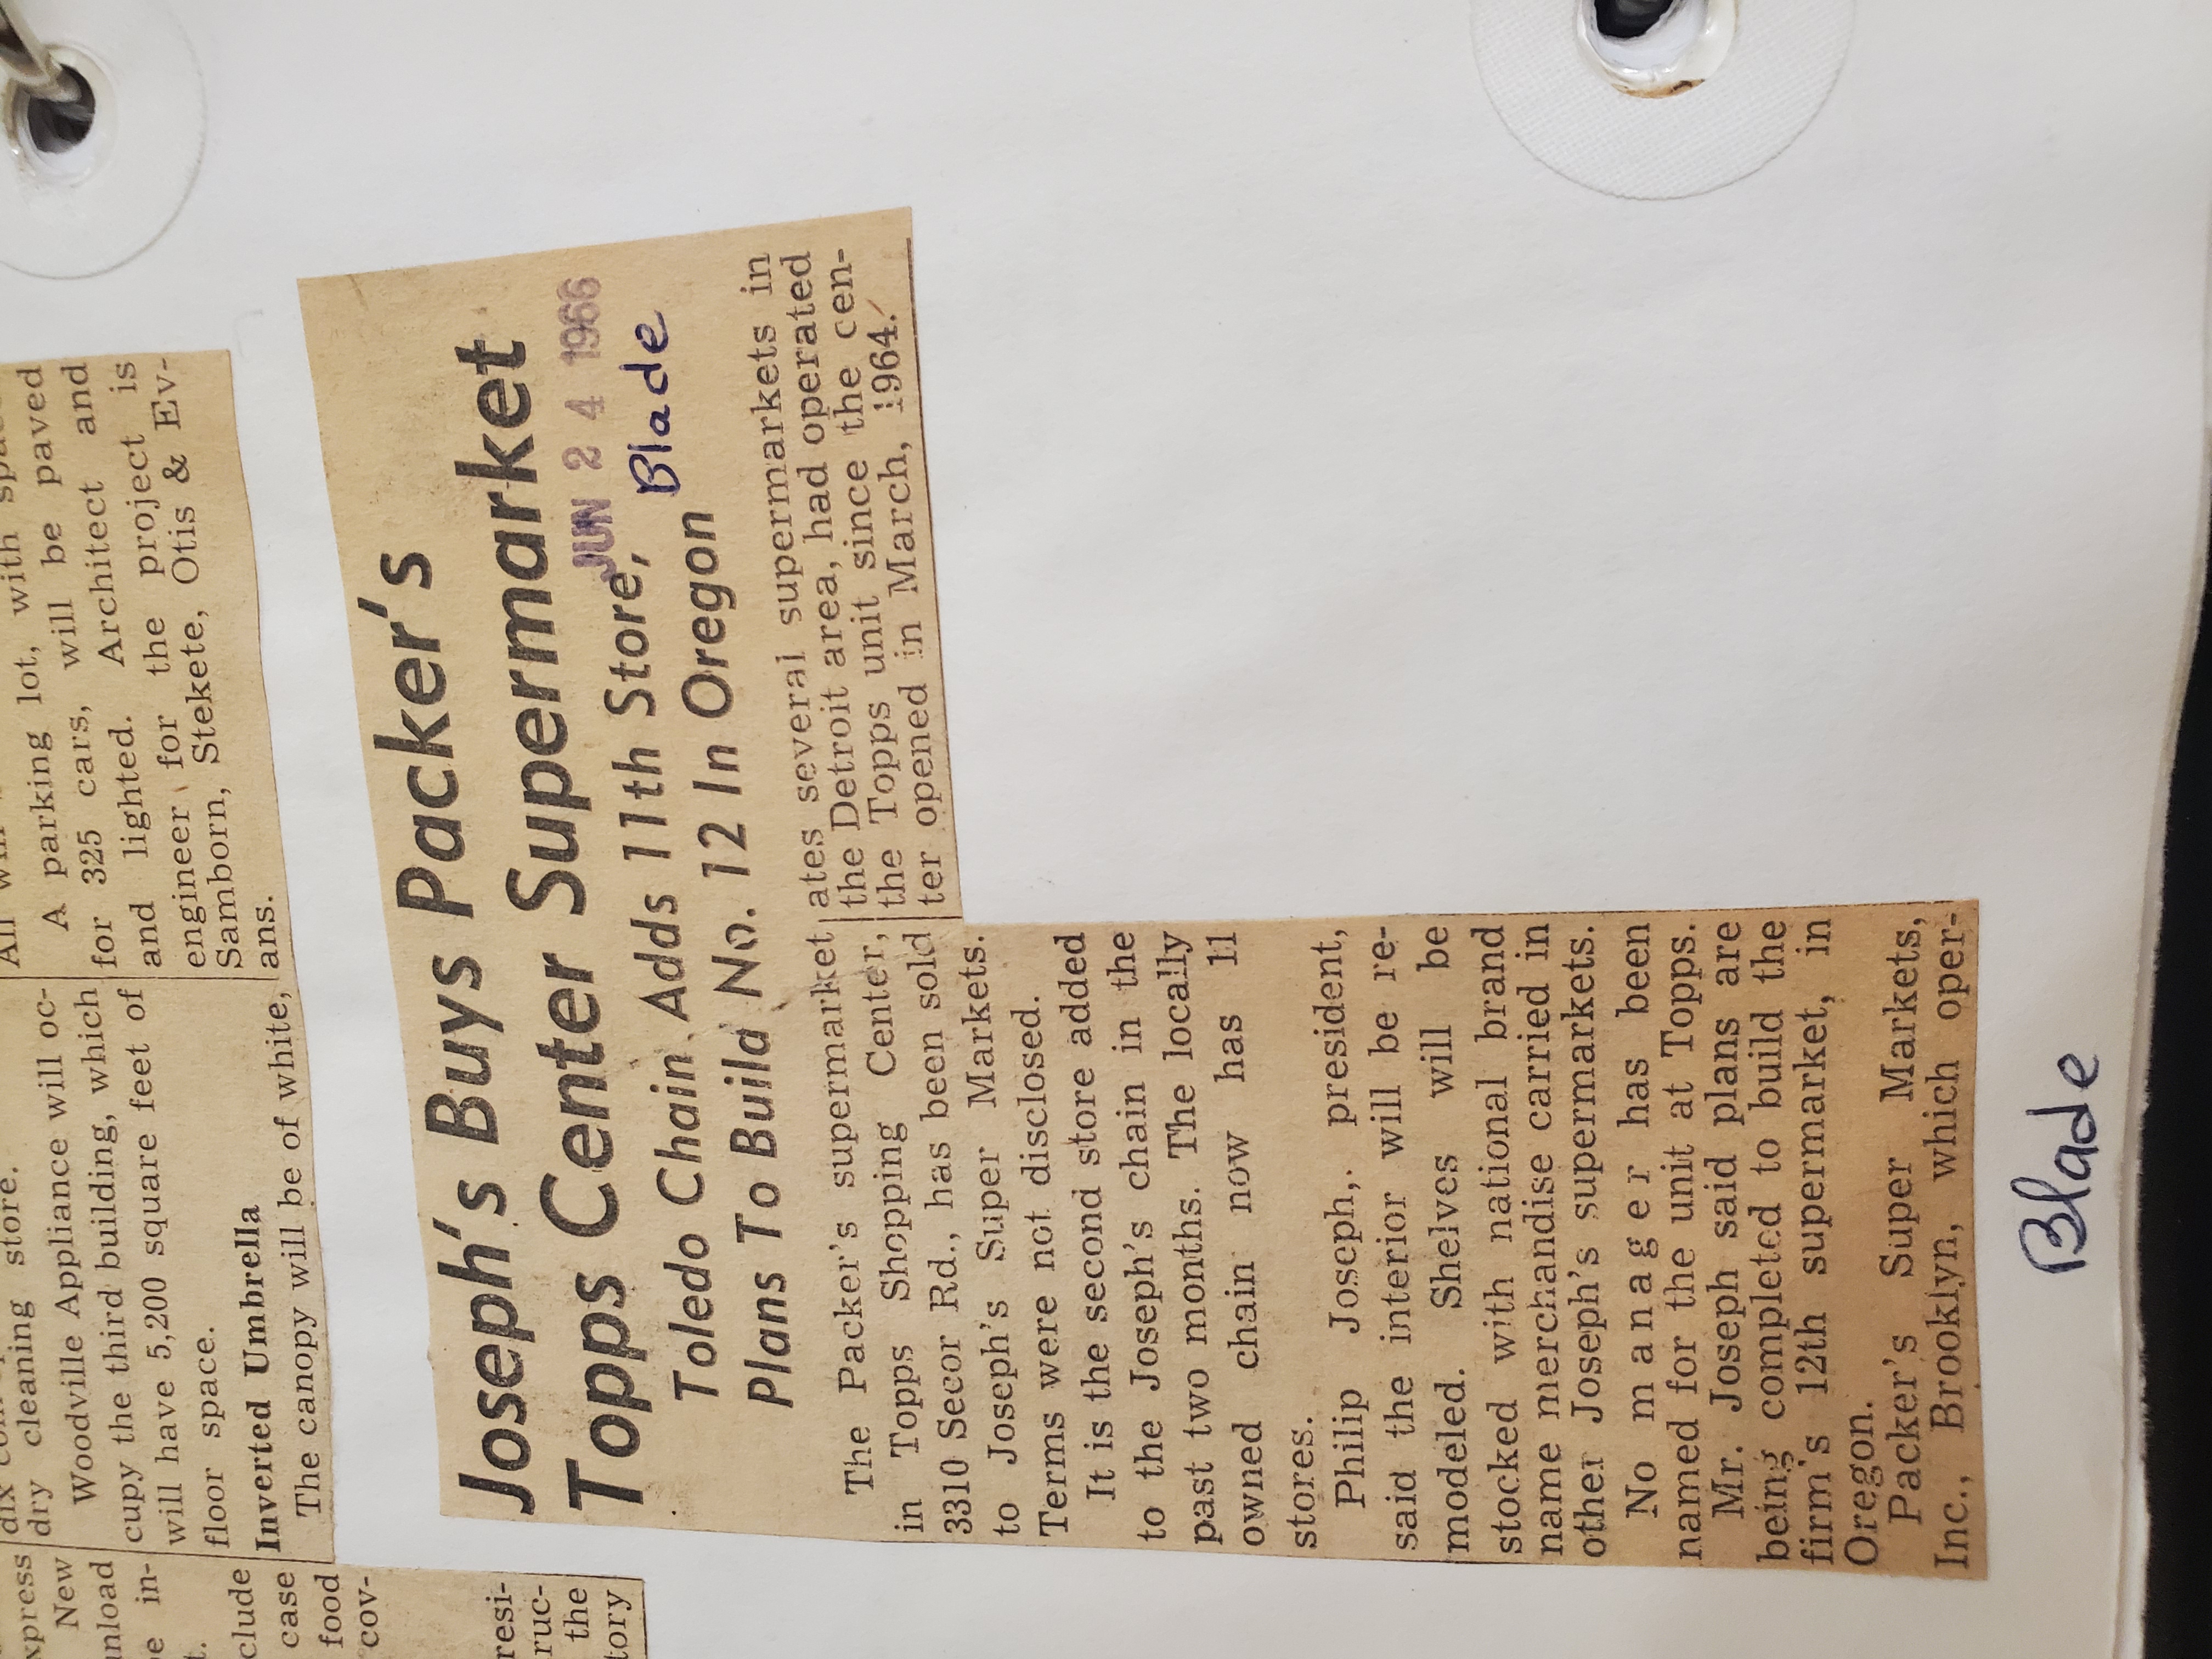 dry cleaning store.
Woodville Appliance will oc-
cupy the third building, which
will have 5,200 square feet of
floor space.
Inverted Umbrella
The canopy will be of white,
A parking lot, with
for 325 cars, will be paved
and lighted. Architect and
engineer for the project is
Samborn, Stekete, Otis & Ev-
ans.
New
unload
in-
clude
case
food
cov-
resi-
ruc-
the
tory
Joseph's Buys Packer's
Topps Center Supermarket
JUN 24 1966
Toledo Chain Adds 11th Store,
Plans To Build No. 12 In Oregon
Blade
The Packer's supermarket
in Topps Shopping Center,
3310 Secor Rd., has been sold
to Joseph's Super Markets.
Terms were not disclosed.
It is the second store added
to the Joseph's chain in the
past two months. The locally
owned chain now has 11
stores.
Philip Joseph, president,
said the interior will be re-
modeled. Shelves will be
stocked with national brand
name merchandise carried in
other Joseph's supermarkets.
No manager has been
named for the unit at Topps.
Mr. Joseph said plans are
being completed to build the
firm's 12th supermarket, in
Oregon.
Packer's Super Markets,
Inc., Brooklyn, which oper-
ates several supermarkets in
the Detroit area, had operated
the Topps unit since the cen-
ter opened in March, 1964.
Blade